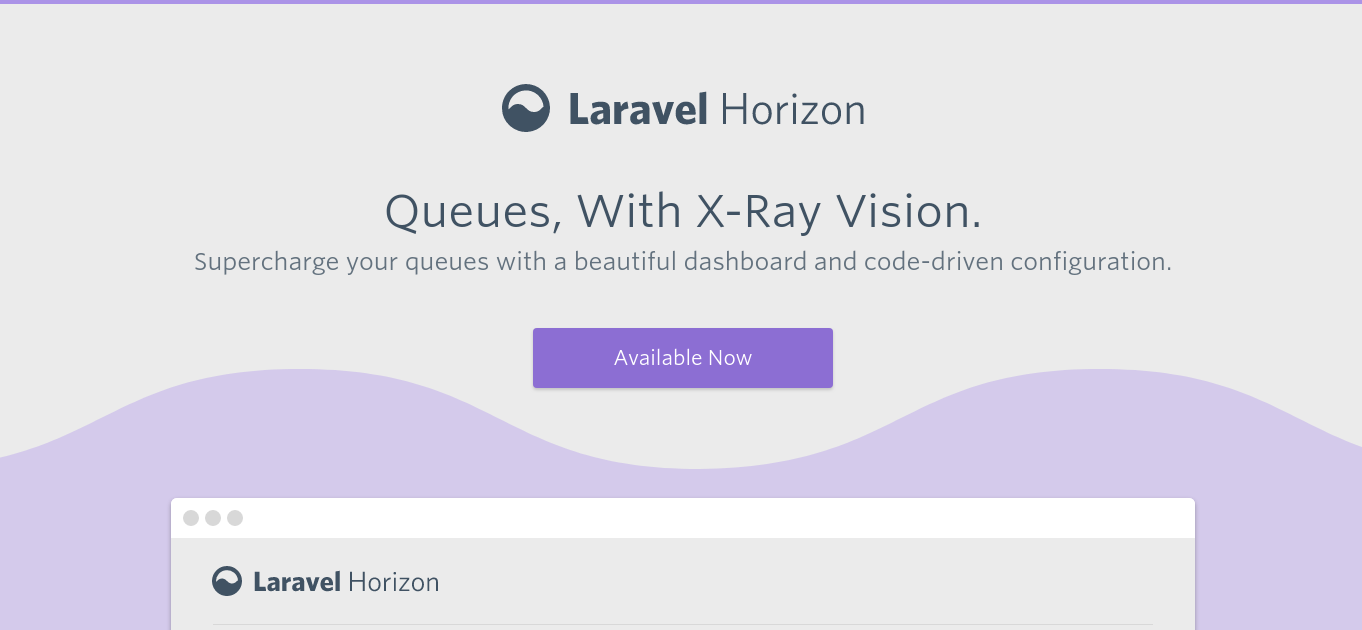 Laravel Horizon
Queues, With X-Ray Vision.
Supercharge your queues with a beautiful dashboard and code-driven configuration.
Available Now
Laravel Horizon